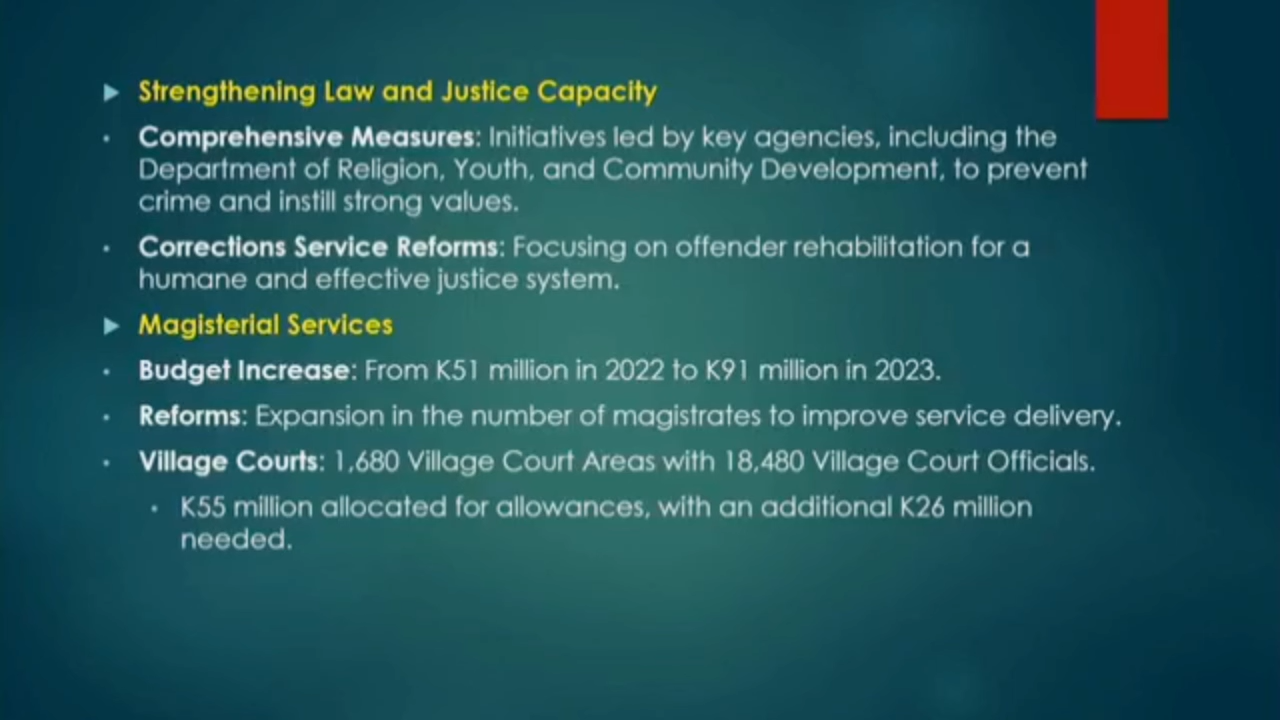 Strengthening Law and Justice Capacity
Comprehensive Measures: Initiatives led by key agencies, including the
Department of Religion, Youth, and Community Development, to prevent
crime and instill strong values.
Corrections Service Reforms: Focusing on offender rehabilitation for a
humane and effective justice system.
Magisterial Services
Budget Increase: From K51 million in 2022 to K91 million in 2023.
Reforms: Expansion in the number of magistrates to improve service delivery.
Village Courts: 1,680 Village Court Areas with 18,480 Village Court Officials.
K55 million allocated for allowances, with an additional K26 million
needed.